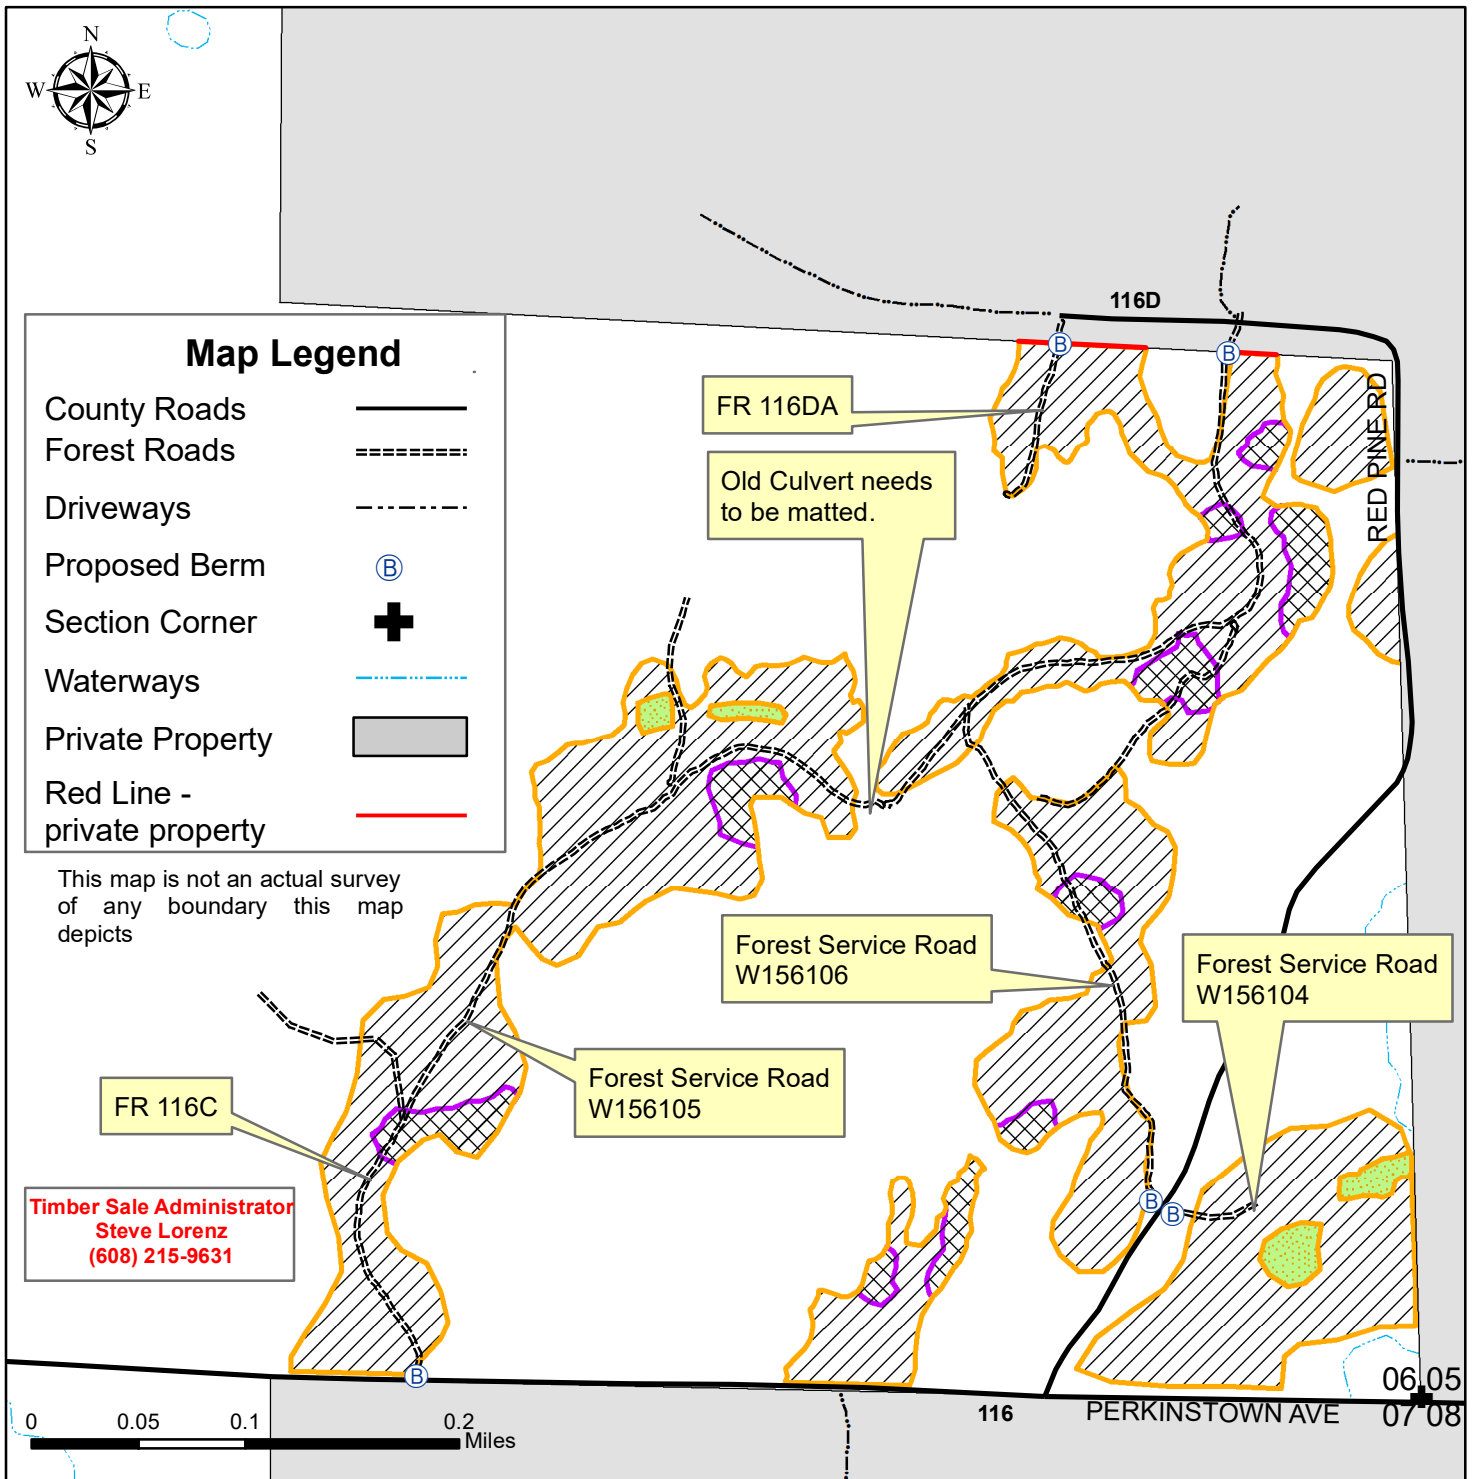 N
W E
S
116D
Map Legend
County Roads
Forest Roads
Driveways
Proposed Berm B
Section Corner
Waterways
Private Property
Red Line -
private property
This map is not an actual survey
of any boundary this map
depicts
B
B
FR 116DA
Old Culvert needs
to be matted.
RED PINE RD
Forest Service Road
W156106
Forest Service Road
W156104
Forest Service Road
W156105
FR 116C
Timber Sale Administrator
Steve Lorenz
(608) 215-9631
B
B
B
06 05
07 08
116
PERKINSTOWN AVE
0 0.05 0.1 0.2
Miles